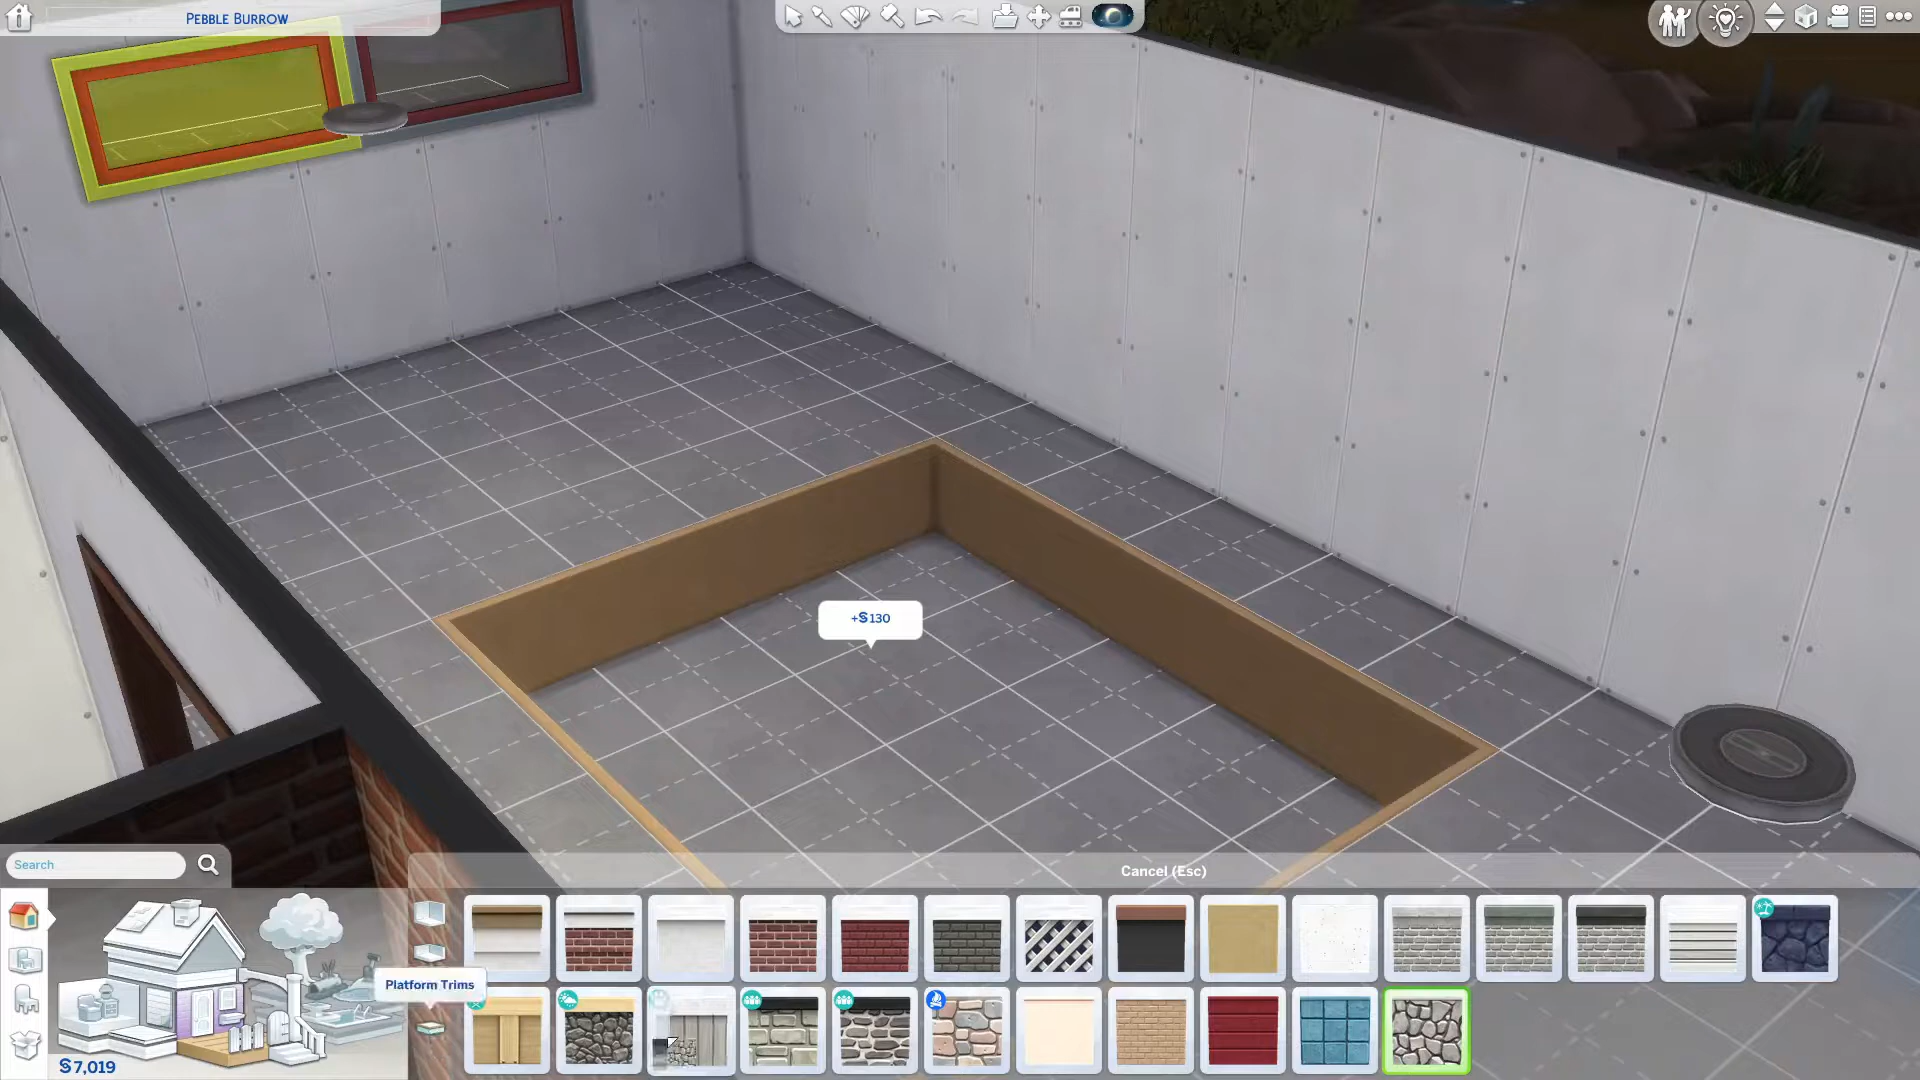 Pebble Burrow
+§130
Search
Cancel (Esc)
Platform Trims
§7,019